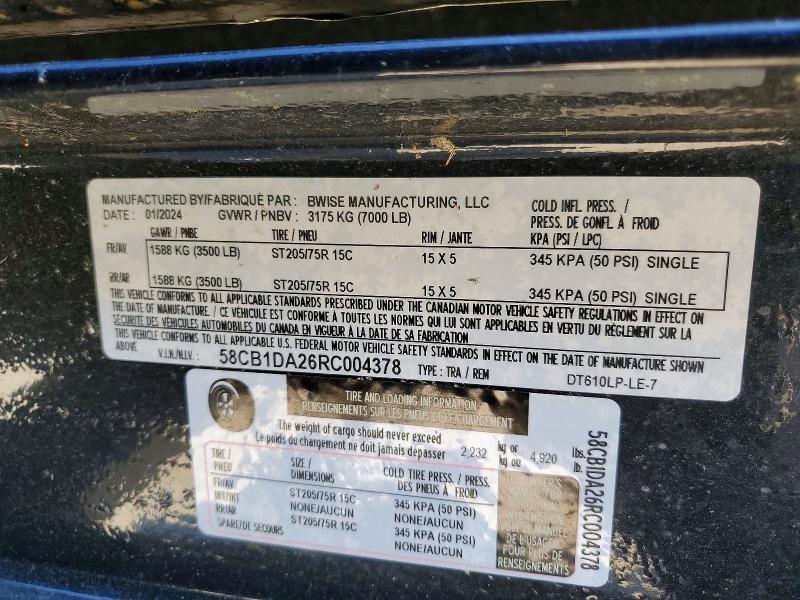 MANUFACTURED BY/FABRIQUÉ PAR : BWISE MANUFACTURING, LLC
DATE : 01/2024 GVWR / PNBV : 3175 KG (7000 LB)
COLD INFL. PRESS. /
PRESS. DE GONFL À FROID
KPA (PSI / LPC)
GAWR / PNBE TIRE / PNEU RIM / JANTE
FR/AV 1588 KG (3500 LB) ST205/75R 15C 15 X 5 345 KPA (50 PSI) SINGLE
RR/AR 1588 KG (3500 LB) ST205/75R 15C 15 X 5 345 KPA (50 PSI) SINGLE
THIS VEHICLE CONFORMS TO ALL APPLICABLE STANDARDS PRESCRIBED UNDER THE CANADIAN MOTOR VEHICLE SAFETY REGULATIONS IN EFFECT ON
THE DATE OF MANUFACTURE / CE VÉHICULE EST CONFORME À TOUTES LES NORMES QUI LUI SONT APPLICABLES EN VERTU DU RÈGLEMENT SUR LA
SÉCURITÉ DES VÉHICULES AUTOMOBILES DU CANADA EN VIGUEUR À LA DATE DE SA FABRICATION
THIS VEHICLE CONFORMS TO ALL APPLICABLE U.S. FEDERAL MOTOR VEHICLE SAFETY STANDARDS IN EFFECT ON THE DATE OF MANUFACTURE SHOWN
ABOVE
V.I.N./N.I.V. : 58CB1DA26RC004378 TYPE : TRA / REM DT610LP-LE-7
TIRE AND LOADING INFORMATION
RENSEIGNEMENTS SUR LES PNEUS ET LE CHARGEMENT
The weight of cargo should never exceed
Le poids du chargement ne doit jamais dépasser 2,232 kg or kg ou 4,920 lbs. lb.
TIRE / PNEU SIZE / DIMENSIONS COLD TIRE PRESS. / PRESS. DES PNEUS À FROID
FR/AV ST205/75R 15C 345 KPA (50 PSI)
INT/INT NONE/AUCUN NONE/AUCUN
RR/AR ST205/75R 15C 345 KPA (50 PSI)
SPARE/DE SECOURS NONE/AUCUN NONE/AUCUN
LE MANUEL
DE L'USAGER
POUR PLUS DE
RENSEIGNEMENTS
58CB1DA26RC004378